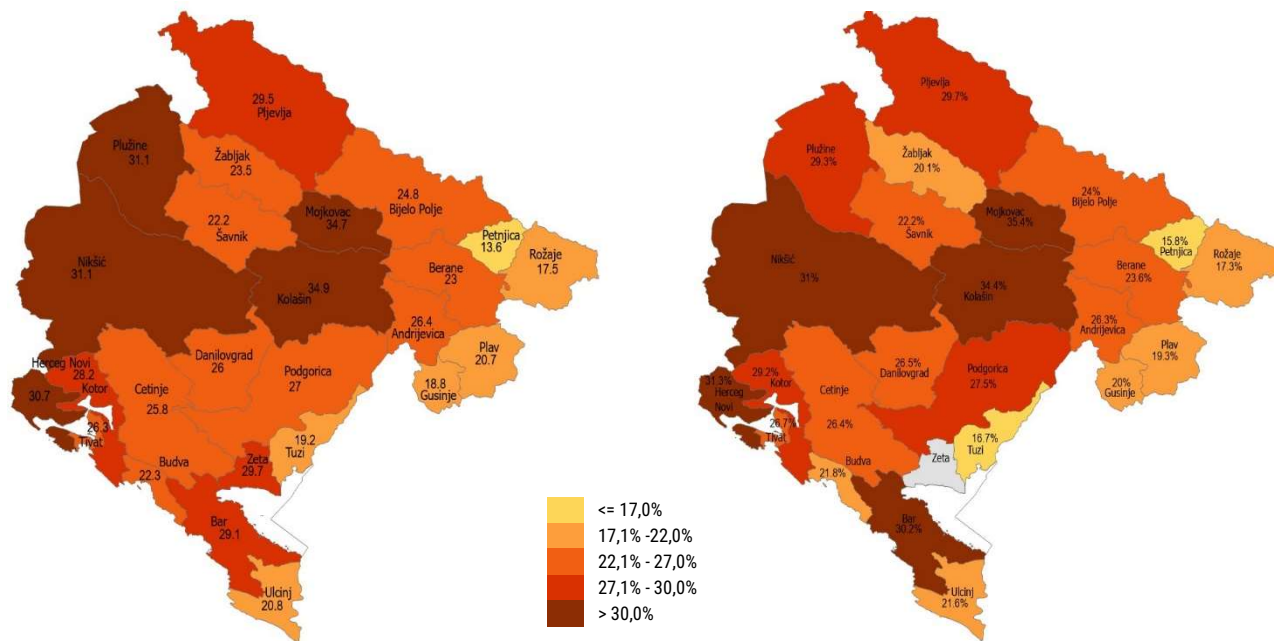 29.5
Pljevlja
Plužine
31.1
Žabljak
23.5
24.8
Bijelo Polje
22.2
Šavnik
Mojkovac
34.7
Petnjica
13.6
Rožaje
17.5
Nikšić
31.1
Berane
23
34.9
Kolašin
26.4
Andrijevica
Plav
20.7
18.8
Gusinje
Danilovgrad
26
Podgorica
27
Herceg Novi
28.2
Kotor
30.7
Cetinje
25.8
26.3
Tivat
19.2
Tuzi
Budva
22.3
Zeta
29.7
Bar
29.1
Ulcinj
20.8
<= 17,0%
17,1% -22,0%
22,1% - 27,0%
27,1% - 30,0%
> 30,0%
Pljevlja
29.7%
Plužine
29.3%
Žabljak
20.1%
24%
Bijelo Polje
22.2%
Šavnik
Mojkovac
35.4%
15.8%
Petnjica
Rožaje
17.3%
Nikšić
31%
Berane
23.6%
34.4%
Kolašin
26.3%
Andrijevica
Plav
19.3%
20%
Gusinje
26.5%
Danilovgrad
Podgorica
27.5%
29.2%
Kotor
31.3%
Herceg
Novi
Cetinje
26.4%
26.7%
Tivat
16.7%
Tuzi
Zeta
Budva
21.8%
Bar
30.2%
Ulcinj
21.6%